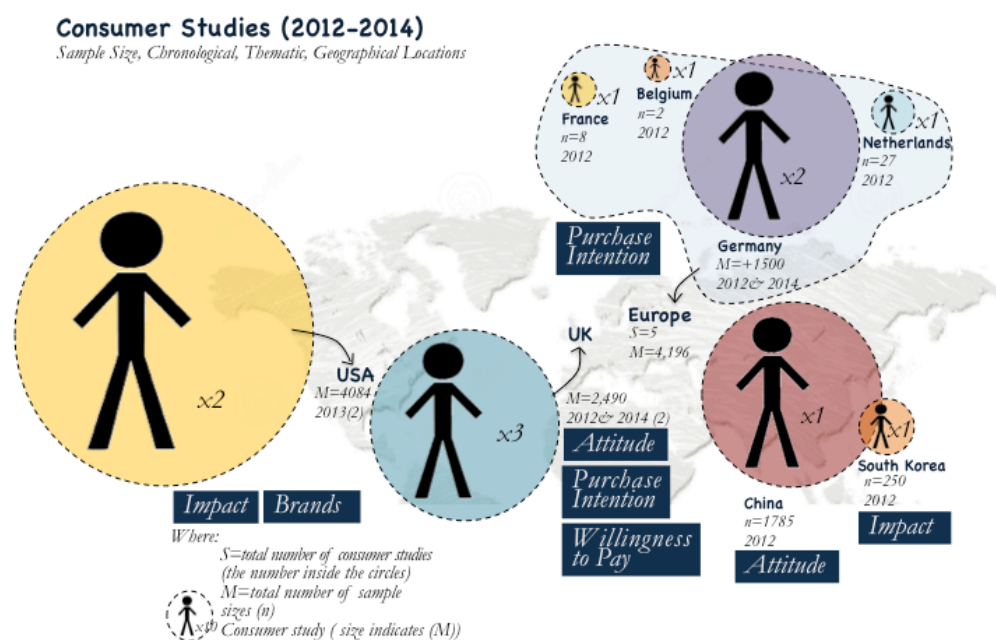 Consumer Studies (2012-2014)
Sample Size, Chronological, Thematic, Geographical Locations
x1
France
n=8
2012
x1
Belgium
n=2
2012
x2
Germany
M=+1500
2012& 2014
x1
Netherlands
n=27
2012
Purchase
Intention
Europe
S=5
M=4,196
x2
USA
M=4084
2013(2)
Impact
Brands
x3
UK
M=2,490
2012& 2014 (2)
Attitude
Purchase
Intention
Willingness
to Pay
x1
China
n=1785
2012
Attitude
x1
South Korea
n=250
2012
Impact
Where:
S=total number of consumer studies
(the number inside the circles)
M=total number of sample
sizes (n)
Consumer study ( size indicates (M))